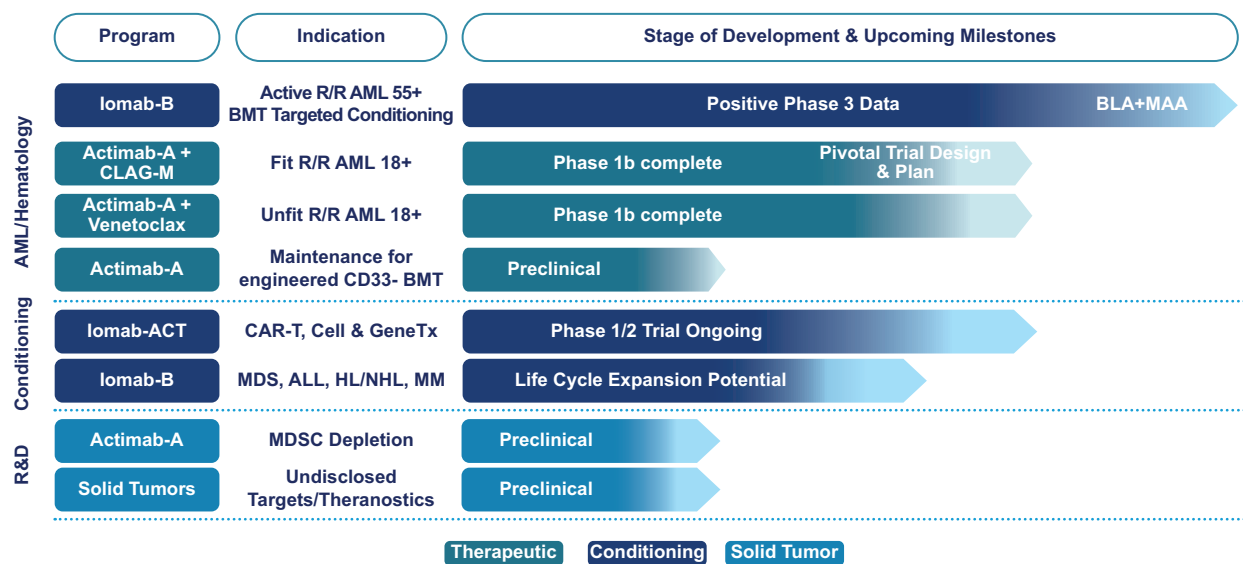 Program
Indication
Stage of Development & Upcoming Milestones
AML/Hematology
Iomab-B
Active R/R AML 55+
BMT Targeted Conditioning
Positive Phase 3 Data
BLA+MAA
Actimab-A +
CLAG-M
Fit R/R AML 18+
Phase 1b complete
Pivotal Trial Design
& Plan
Actimab-A +
Venetoclax
Unfit R/R AML 18+
Phase 1b complete
Actimab-A
Maintenance for
engineered CD33- BMT
Preclinical
Conditioning
Iomab-ACT
CAR-T, Cell & GeneTx
Phase 1/2 Trial Ongoing
Iomab-B
MDS, ALL, HL/NHL, MM
Life Cycle Expansion Potential
R&D
Actimab-A
MDSC Depletion
Preclinical
Solid Tumors
Undisclosed
Targets/Theranostics
Preclinical
Therapeutic
Conditioning
Solid Tumor